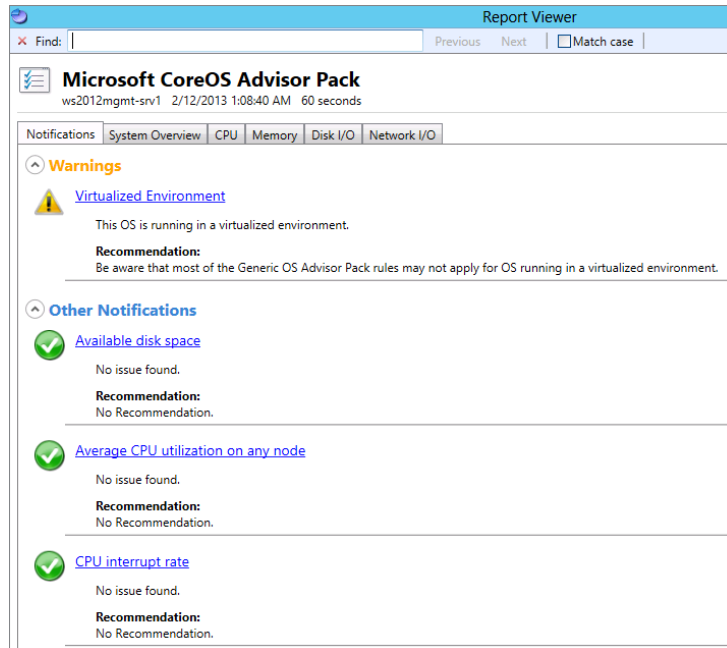 Report Viewer
× Find: Previous Next Match case
Microsoft CoreOS Advisor Pack
ws2012mgmt-srv1 2/12/2013 1:08:40 AM 60 seconds
Notifications System Overview CPU Memory Disk I/O Network I/O
Warnings
Virtualized Environment
This OS is running in a virtualized environment.
Recommendation:
Be aware that most of the Generic OS Advisor Pack rules may not apply for OS running in a virtualized environment.
Other Notifications
Available disk space
No issue found.
Recommendation:
No Recommendation.
Average CPU utilization on any node
No issue found.
Recommendation:
No Recommendation.
CPU interrupt rate
No issue found.
Recommendation:
No Recommendation.